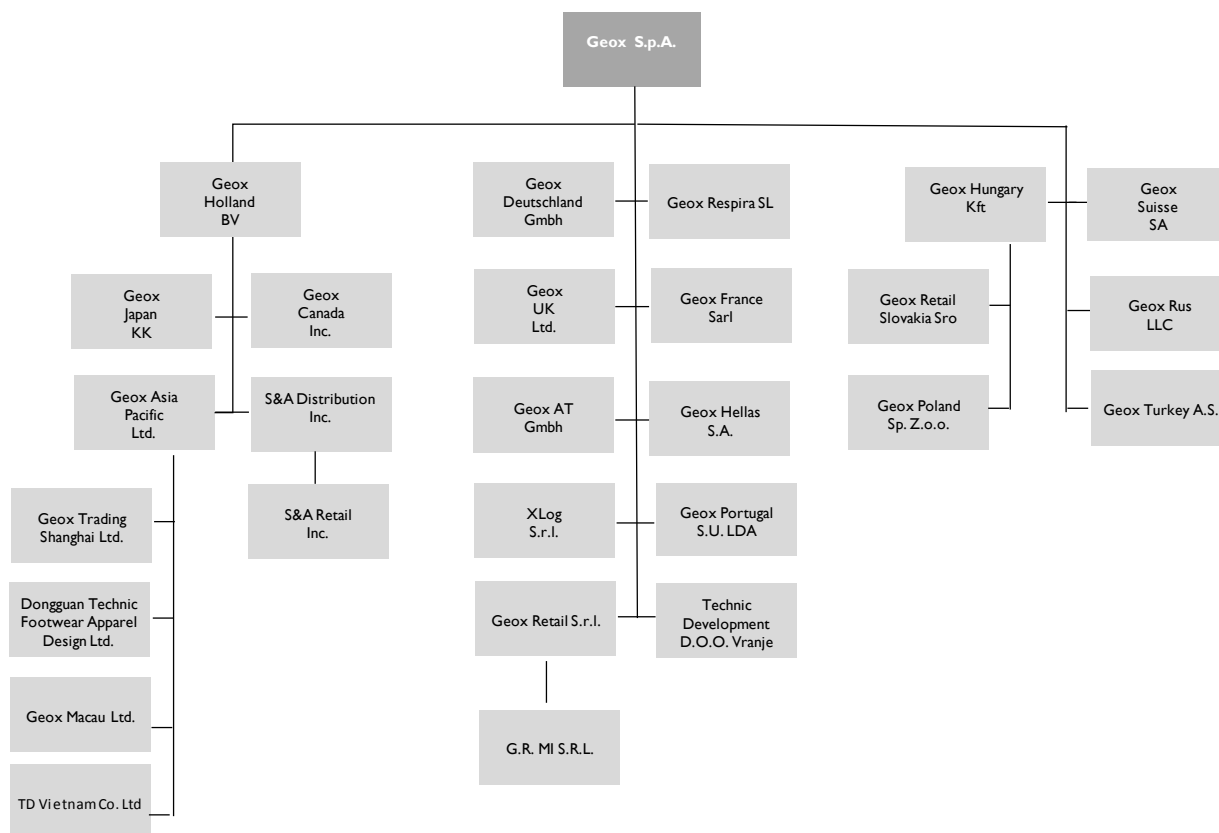 Geox S.p.A.
Geox
Holland
BV
Geox
Deutschland
Gmbh
Geox Respira SL
Geox Hungary
Kft
Geox
Suisse
SA
Geox
Japan
KK
Geox
Canada
Inc.
Geox
UK
Ltd.
Geox France
Sarl
Geox Retail
Slovakia Sro
Geox Rus
LLC
Geox Asia
Pacific
Ltd.
S&A Distribution
Inc.
Geox AT
Gmbh
Geox Hellas
S.A.
Geox Poland
Sp. Z.o.o.
Geox Turkey A.S.
Geox Trading
Shanghai Ltd.
S&A Retail
Inc.
XLog
S.r.l.
Geox Portugal
S.U. LDA
Dongguan Technic
Footwear Apparel
Design Ltd.
Geox Retail S.r.l.
Technic
Development
D.O.O. Vranje
Geox Macau Ltd.
G.R. MI S.R.L.
TD Vietnam Co. Ltd